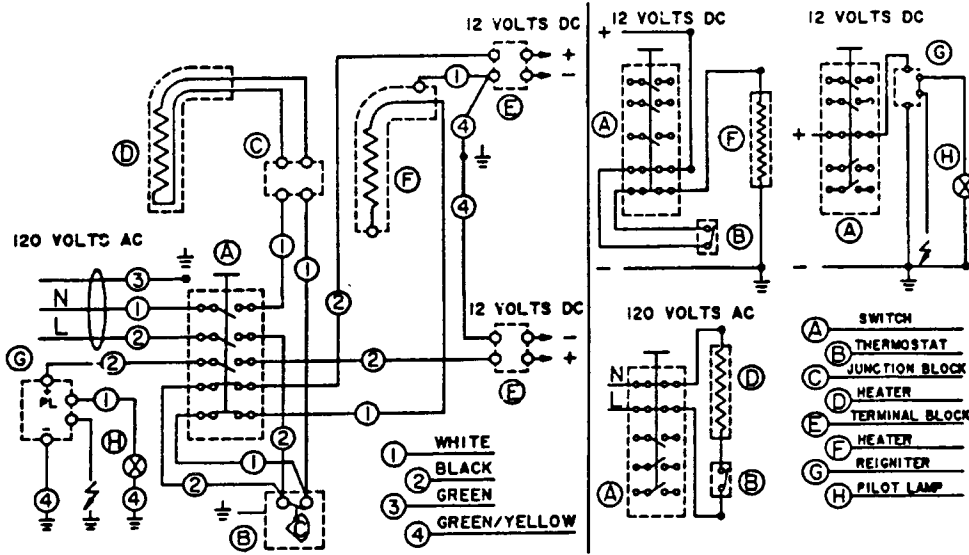 12 VOLTS DC
+
-
1
E
D
C
F
4
4
120 VOLTS AC
3
N
1
L
2
A
1
1
2
12 VOLTS DC
-
+
E
G
2
2
+
PL
-
1
H
4
4
1
1
2
2
B
1 WHITE
2 BLACK
3 GREEN
4 GREEN/YELLOW
12 VOLTS DC
+
A
F
B
-
12 VOLTS DC
G
+
H
A
-
120 VOLTS AC
N
L
D
A
B
A SWITCH
B THERMOSTAT
C JUNCTION BLOCK
D HEATER
E TERMINAL BLOCK
F HEATER
G REIGNITER
H PILOT LAMP